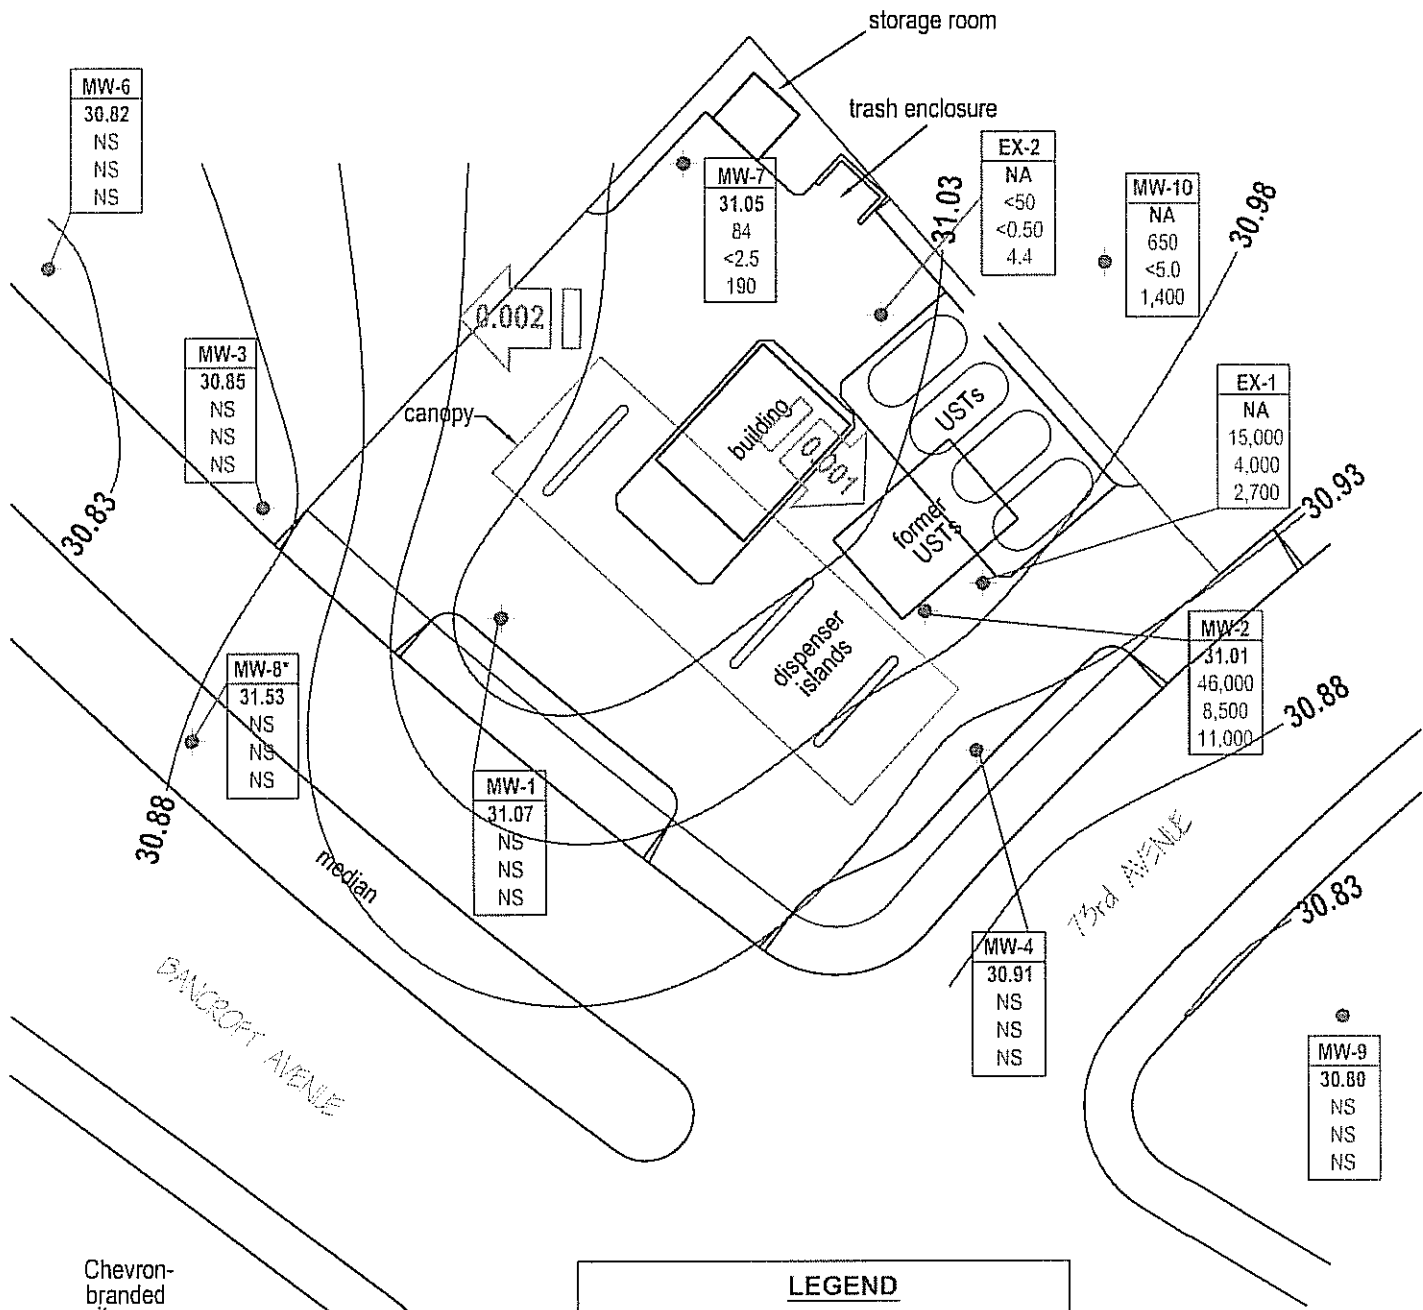 storage room
trash enclosure
MW-6
30.82
NS
NS
NS
EX-2
NA
<50
<0.50
4.4
MW-7
31.05
84
<2.5
190
31.03
MW-10
NA
650
<5.0
1,400
30.98
0.002
MW-3
30.85
NS
NS
NS
canopy
building
0.001
USTs
former
USTs
EX-1
NA
15,000
4,000
2,700
30.93
30.83
dispenser
islands
MW-2
31.01
46,000
8,500
11,000
30.88
MW-8*
31.53
NS
NS
NS
30.88
MW-1
31.07
NS
NS
NS
median
73rd AVENUE
30.83
MW-4
30.91
NS
NS
NS
BANCROFT AVENUE
MW-9
30.80
NS
NS
NS
Chevron-
branded
LEGEND